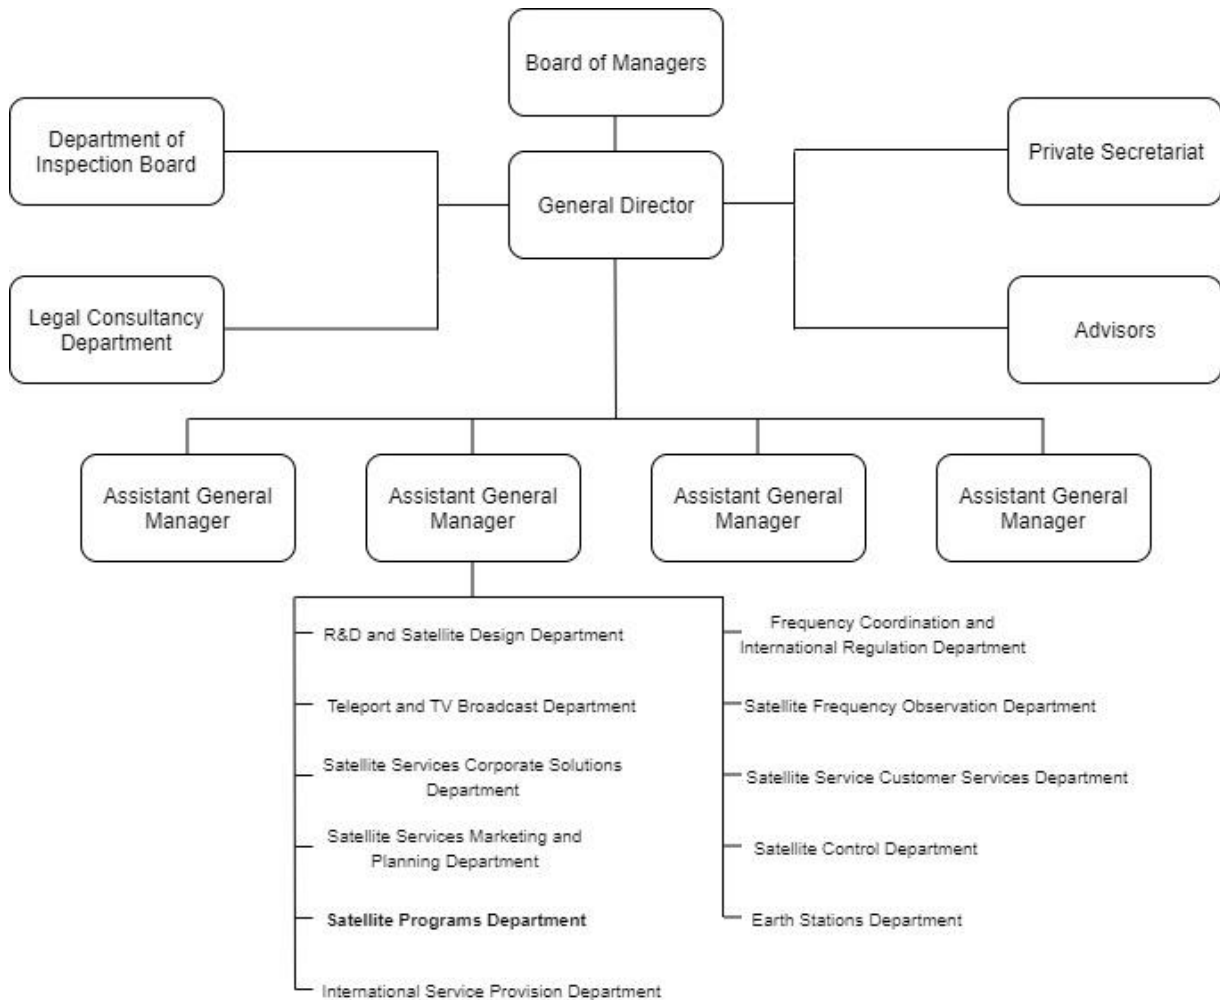 Board of Managers
Department of
Inspection Board
General Director
Private Secretariat
Legal Consultancy
Department
Advisors
Assistant General
Manager
Assistant General
Manager
Assistant General
Manager
Assistant General
Manager
R&D and Satellite Design Department
Teleport and TV Broadcast Department
Satellite Services Corporate Solutions
Department
Satellite Services Marketing and
Planning Department
Satellite Programs Department
International Service Provision Department
Frequency Coordination and
International Regulation Department
Satellite Frequency Observation Department
Satellite Service Customer Services Department
Satellite Control Department
Earth Stations Department